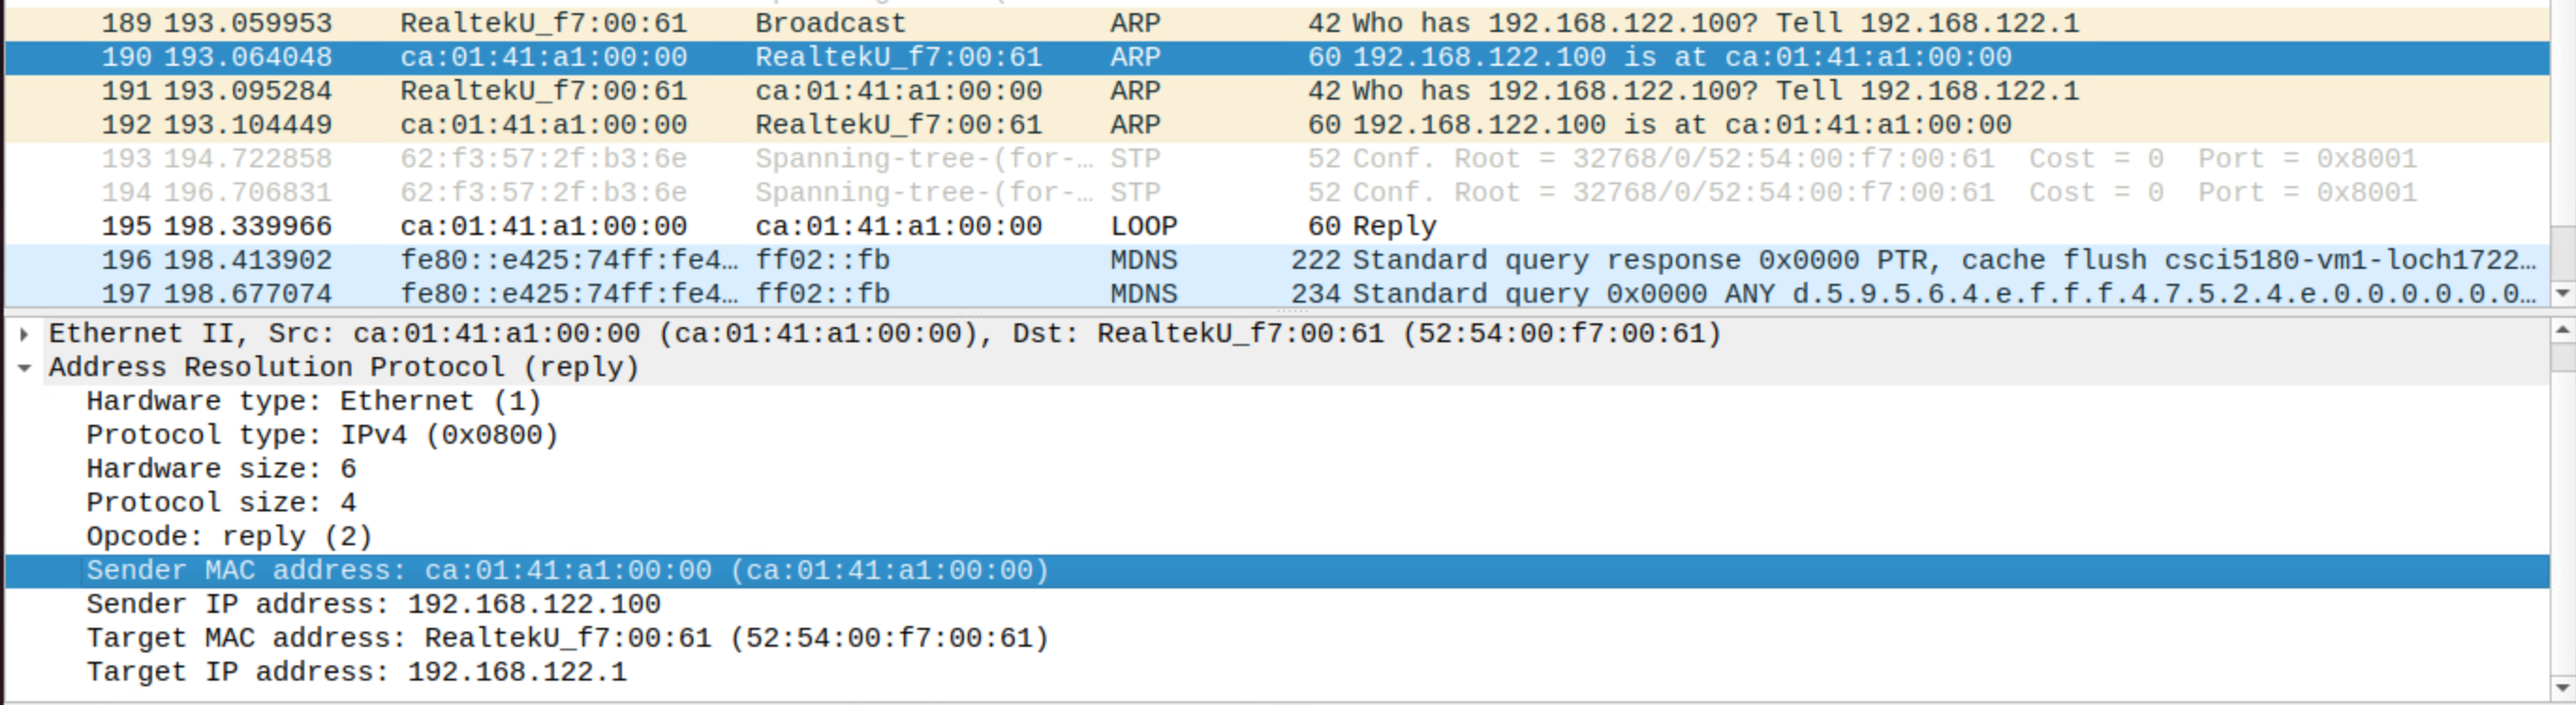 189 193.059953 RealtekU_f7:00:61 Broadcast ARP 42 Who has 192.168.122.100? Tell 192.168.122.1
190 193.064048 ca:01:41:a1:00:00 RealtekU_f7:00:61 ARP 60 192.168.122.100 is at ca:01:41:a1:00:00
191 193.095284 RealtekU_f7:00:61 ca:01:41:a1:00:00 ARP 42 Who has 192.168.122.100? Tell 192.168.122.1
192 193.104449 ca:01:41:a1:00:00 RealtekU_f7:00:61 ARP 60 192.168.122.100 is at ca:01:41:a1:00:00
193 194.722858 62:f3:57:2f:b3:6e Spanning-tree-(for-… STP 52 Conf. Root = 32768/0/52:54:00:f7:00:61 Cost = 0 Port = 0x8001
194 196.706831 62:f3:57:2f:b3:6e Spanning-tree-(for-… STP 52 Conf. Root = 32768/0/52:54:00:f7:00:61 Cost = 0 Port = 0x8001
195 198.339966 ca:01:41:a1:00:00 ca:01:41:a1:00:00 LOOP 60 Reply
196 198.413902 fe80::e425:74ff:fe4… ff02::fb MDNS 222 Standard query response 0x0000 PTR, cache flush csci5180-vm1-loch1722…
197 198.677074 fe80::e425:74ff:fe4… ff02::fb MDNS 234 Standard query 0x0000 ANY d.5.9.5.6.4.e.f.f.f.4.7.5.2.4.e.0.0.0.0.0.0…
Ethernet II, Src: ca:01:41:a1:00:00 (ca:01:41:a1:00:00), Dst: RealtekU_f7:00:61 (52:54:00:f7:00:61)
Address Resolution Protocol (reply)
Hardware type: Ethernet (1)
Protocol type: IPv4 (0x0800)
Hardware size: 6
Protocol size: 4
Opcode: reply (2)
Sender MAC address: ca:01:41:a1:00:00 (ca:01:41:a1:00:00)
Sender IP address: 192.168.122.100
Target MAC address: RealtekU_f7:00:61 (52:54:00:f7:00:61)
Target IP address: 192.168.122.1